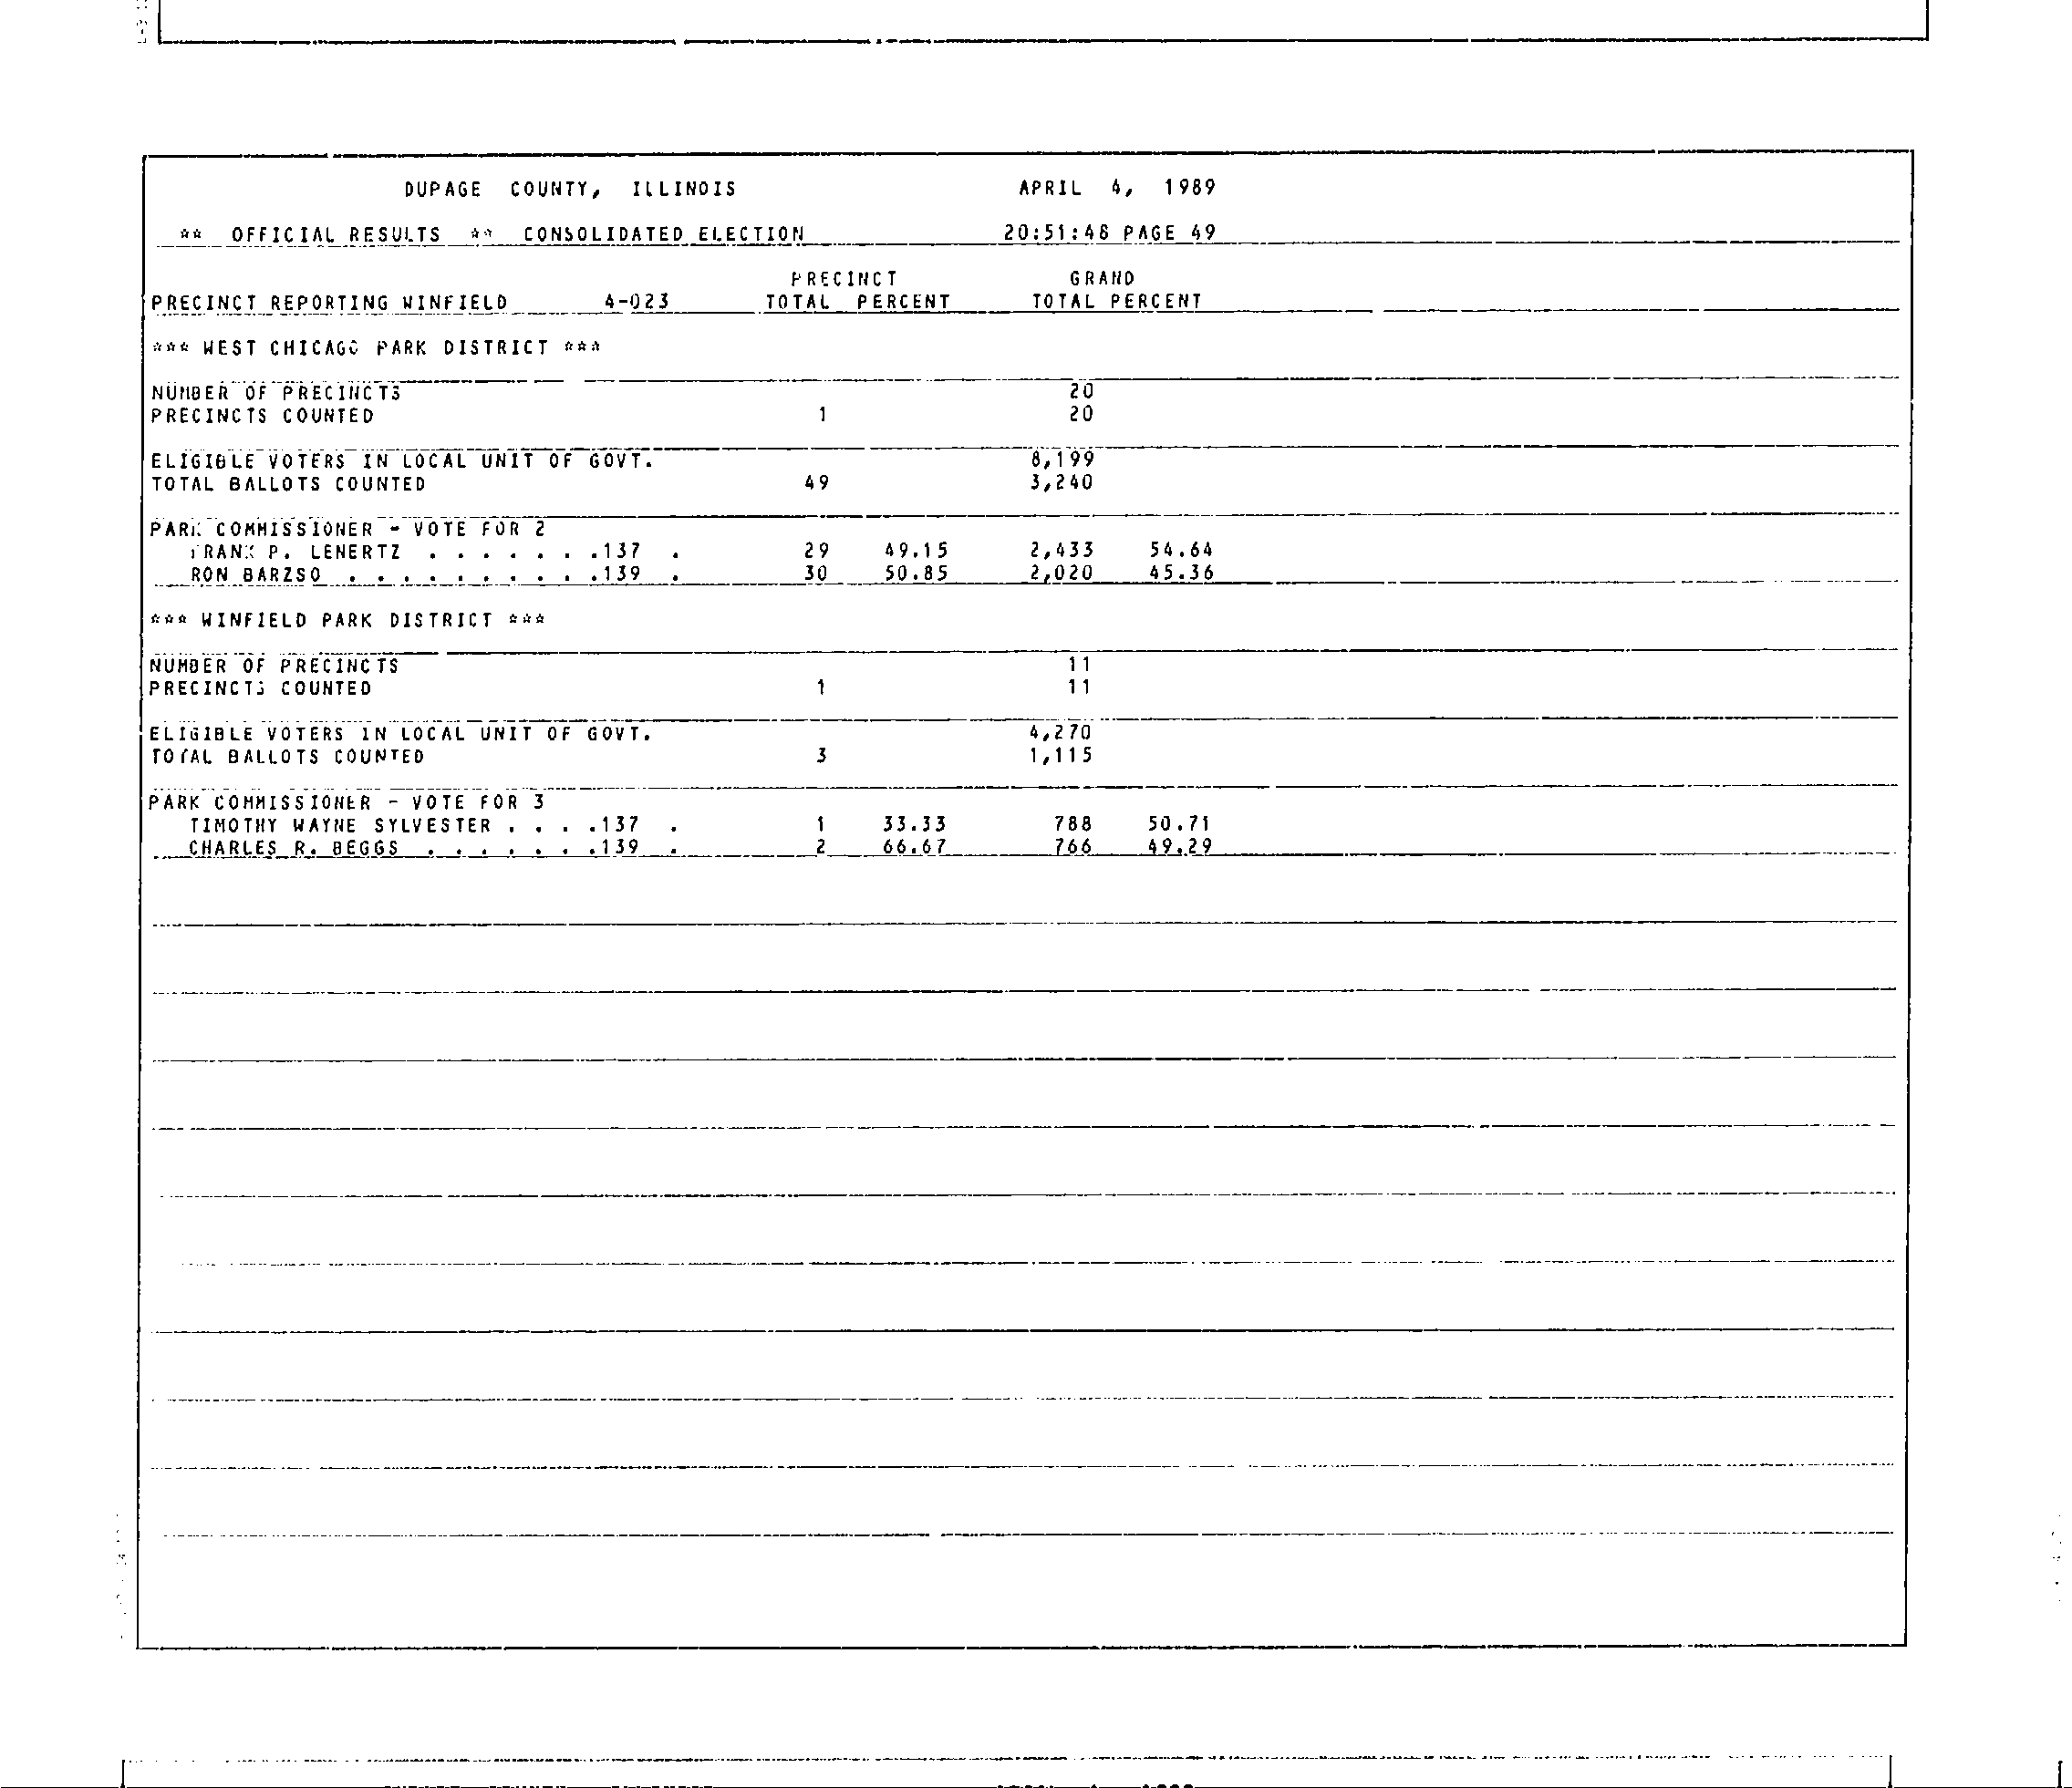 DUPAGE COUNTY, ILLINOIS APRIL 4, 1989
** OFFICIAL RESULTS ** CONSOLIDATED ELECTION 20:51:48 PAGE 49
PRECINCT GRAND
PRECINCT REPORTING WINFIELD 4-023 TOTAL PERCENT TOTAL PERCENT
*** WEST CHICAGO PARK DISTRICT ***
NUMBER OF PRECINCTS 20
PRECINCTS COUNTED 1 20
ELIGIBLE VOTERS IN LOCAL UNIT OF GOVT. 8,199
TOTAL BALLOTS COUNTED 49 3,240
PARK COMMISSIONER - VOTE FOR 2
FRANK P. LENERTZ . . . . . . .137 . 29 49.15 2,433 54.64
RON BARZSO . . . . . . . . . .139 . 30 50.85 2,020 45.36
*** WINFIELD PARK DISTRICT ***
NUMBER OF PRECINCTS 11
PRECINCTS COUNTED 1 11
ELIGIBLE VOTERS IN LOCAL UNIT OF GOVT. 4,270
TOTAL BALLOTS COUNTED 3 1,115
PARK COMMISSIONER - VOTE FOR 3
TIMOTHY WAYNE SYLVESTER . . . .137 . 1 33.33 788 50.71
CHARLES R. BEGGS . . . . . . .139 . 2 66.67 766 49.29